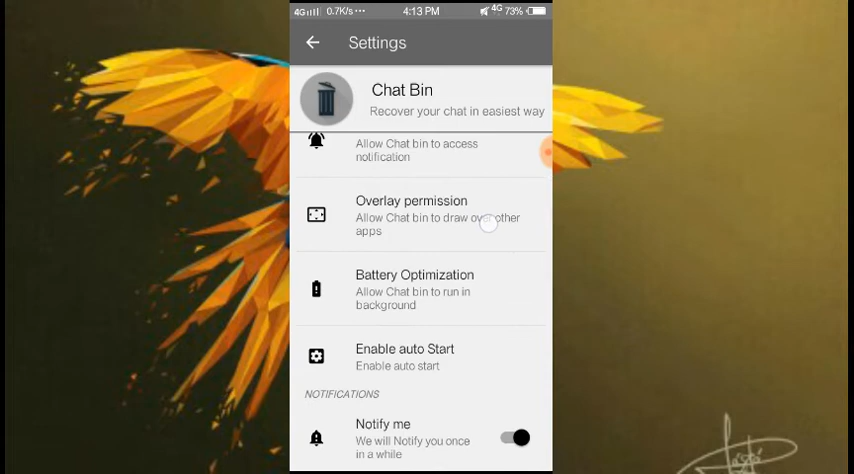 4G 0.7K/s ··· 4:13 PM 4G 73%
Settings
Chat Bin
Recover your chat in easiest way
Allow Chat bin to access
notification
Overlay permission
Allow Chat bin to draw over other
apps
Battery Optimization
Allow Chat bin to run in
background
Enable auto Start
Enable auto start
NOTIFICATIONS
Notify me
We will Notify you once
in a while